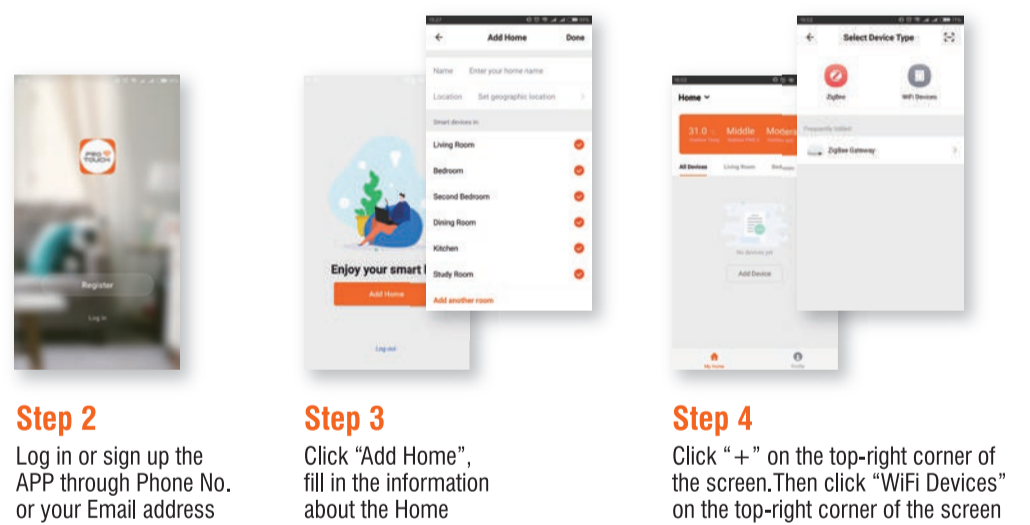 PRO
TOUCH
Register
Log in
Step 2
Log in or sign up the
APP through Phone No.
or your Email address
Enjoy your smart
Add Home
Log out
Add Home
Done
Name
Enter your home name
Location
Set geographic location
Smart devices in:
Living Room
Bedroom
Second Bedroom
Dining Room
Kitchen
Study Room
Add another room
Step 3
Click “Add Home”,
fill in the information
about the Home
Home
31.0
Middle
Modera
All Devices
Living Room
No devices yet
Add Device
My Home
Profile
Select Device Type
ZigBee
WiFi Devices
Frequently Added
ZigBee Gateway
Step 4
Click “+” on the top-right corner of
the screen.Then click “WiFi Devices”
on the top-right corner of the screen